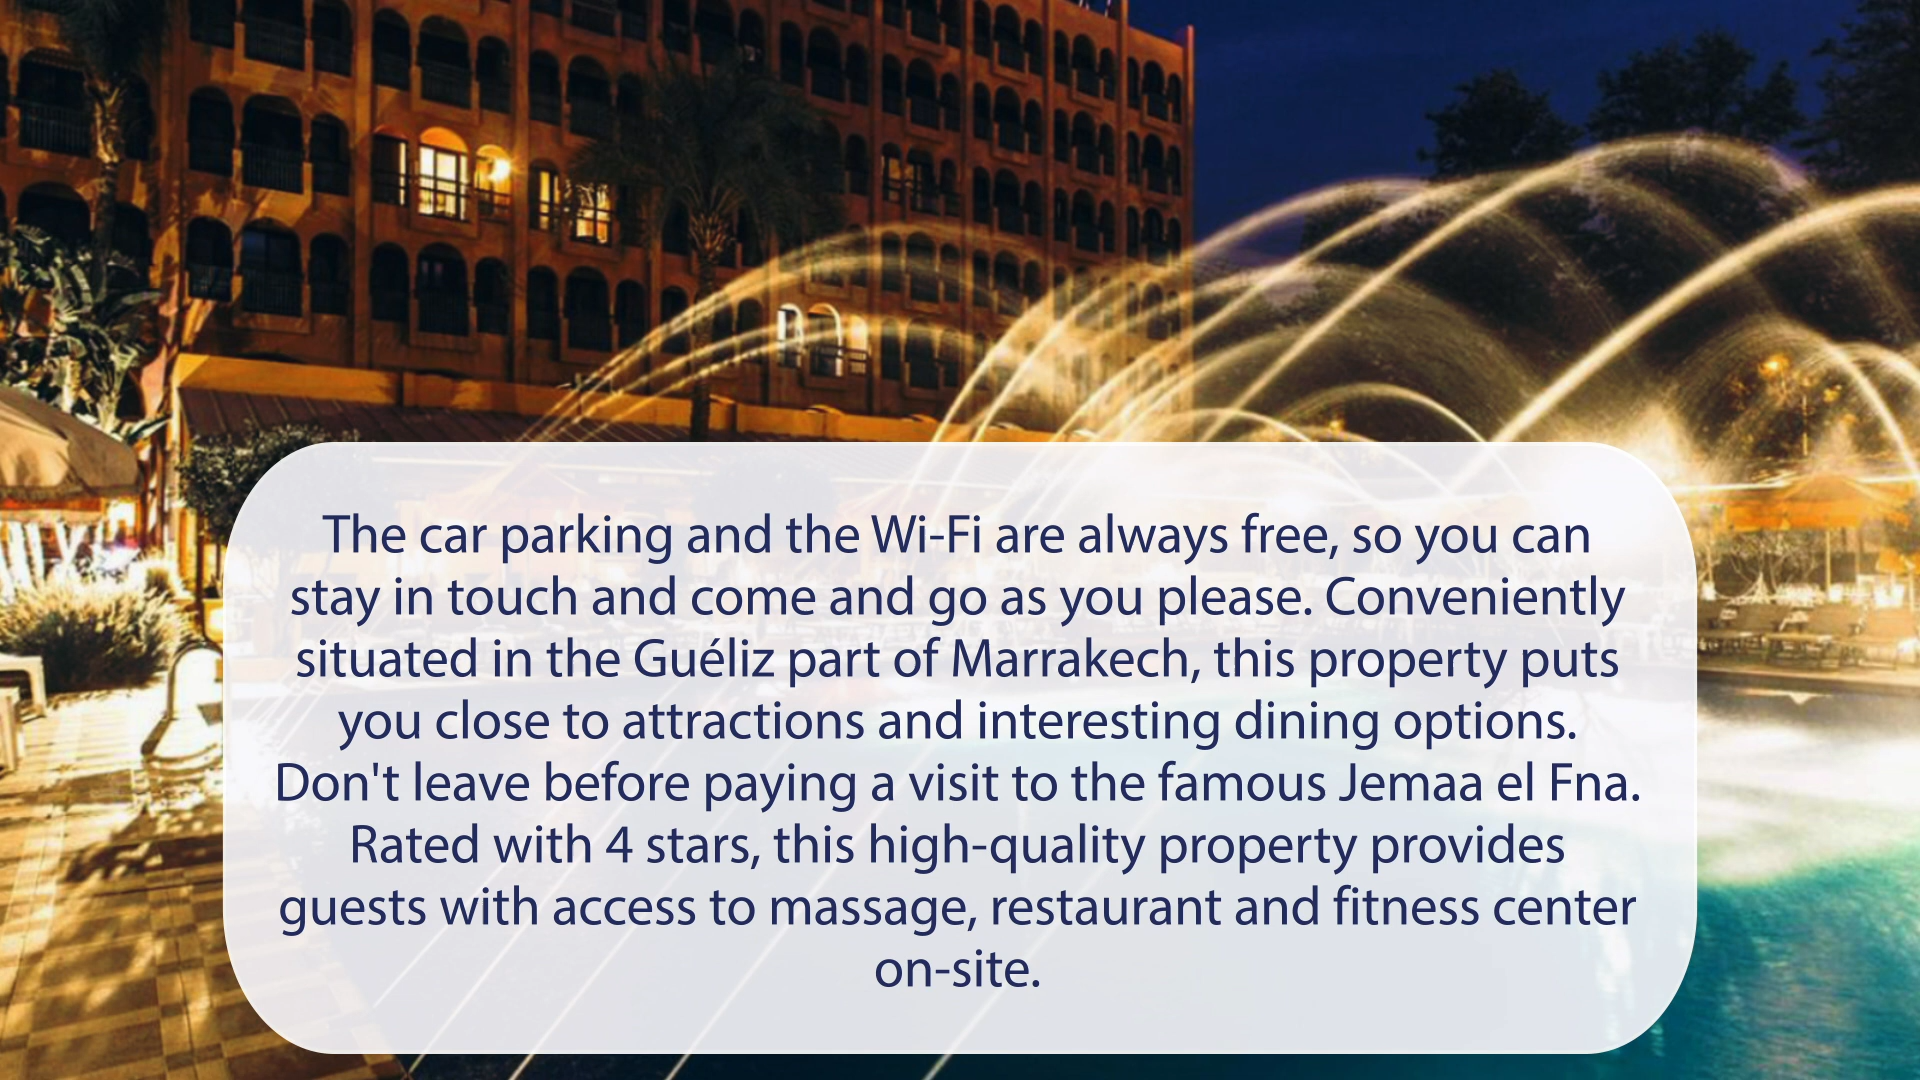 The car parking and the Wi-Fi are always free, so you can
stay in touch and come and go as you please. Conveniently
situated in the Guéliz part of Marrakech, this property puts
you close to attractions and interesting dining options.
Don't leave before paying a visit to the famous Jemaa el Fna.
Rated with 4 stars, this high-quality property provides
guests with access to massage, restaurant and fitness center
on-site.